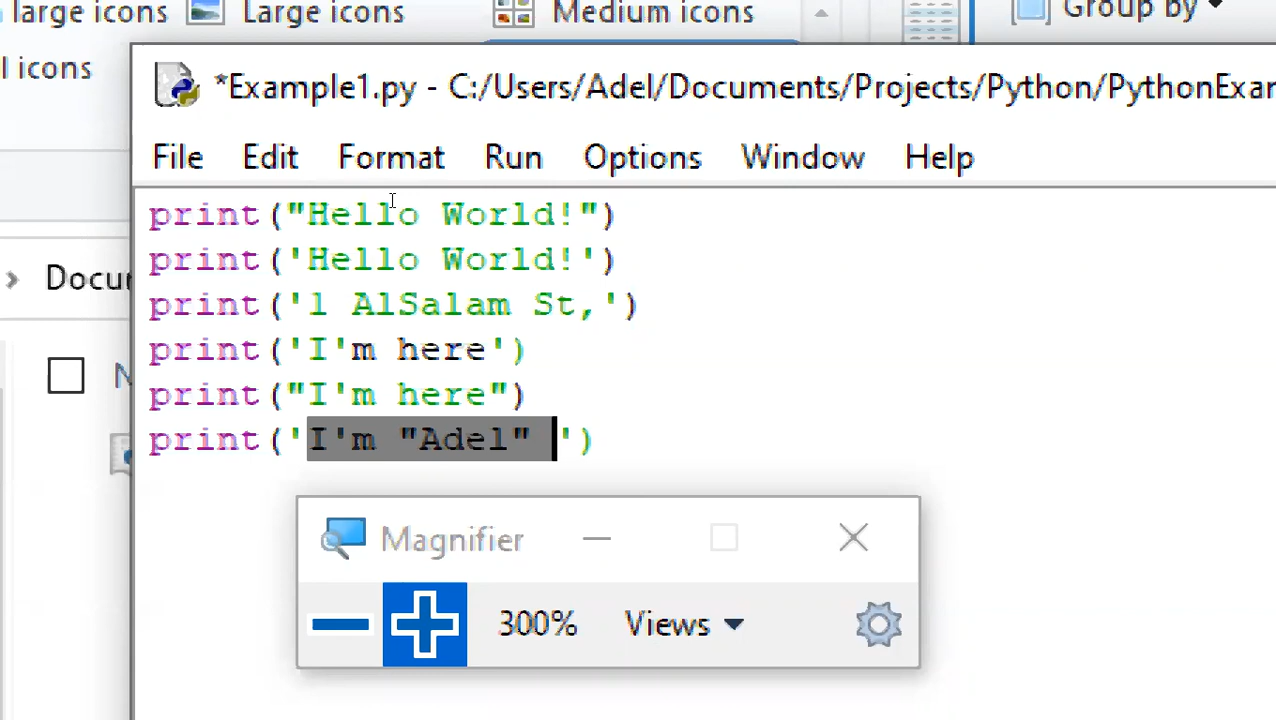 large icons Large icons Medium icons Group by
l icons
*Example1.py - C:/Users/Adel/Documents/Projects/Python/PythonExa
File Edit Format Run Options Window Help
print("Hello World!")
print('Hello World!')
print('l AlSalam St,')
print('I'm here')
print("I'm here")
print('I'm "Adel" ')
Docu
N
Magnifier
300% Views